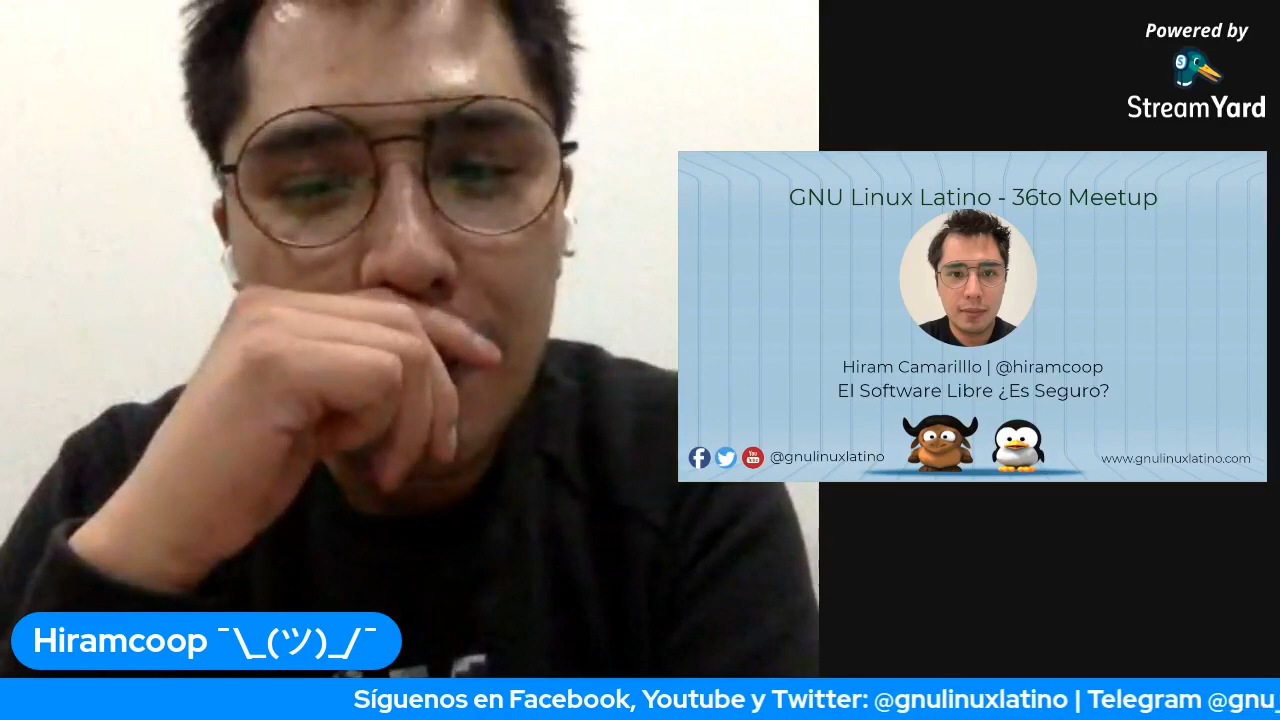 Powered by
StreamYard
GNU Linux Latino - 36to Meetup
Hiram Camarilllo | @hiramcoop
El Software Libre ¿Es Seguro?
@gnulinuxlatino
www.gnulinuxlatino.com
Hiramcoop ¯\_(ツ)_/¯
Síguenos en Facebook, Youtube y Twitter: @gnulinuxlatino | Telegram @gnu_